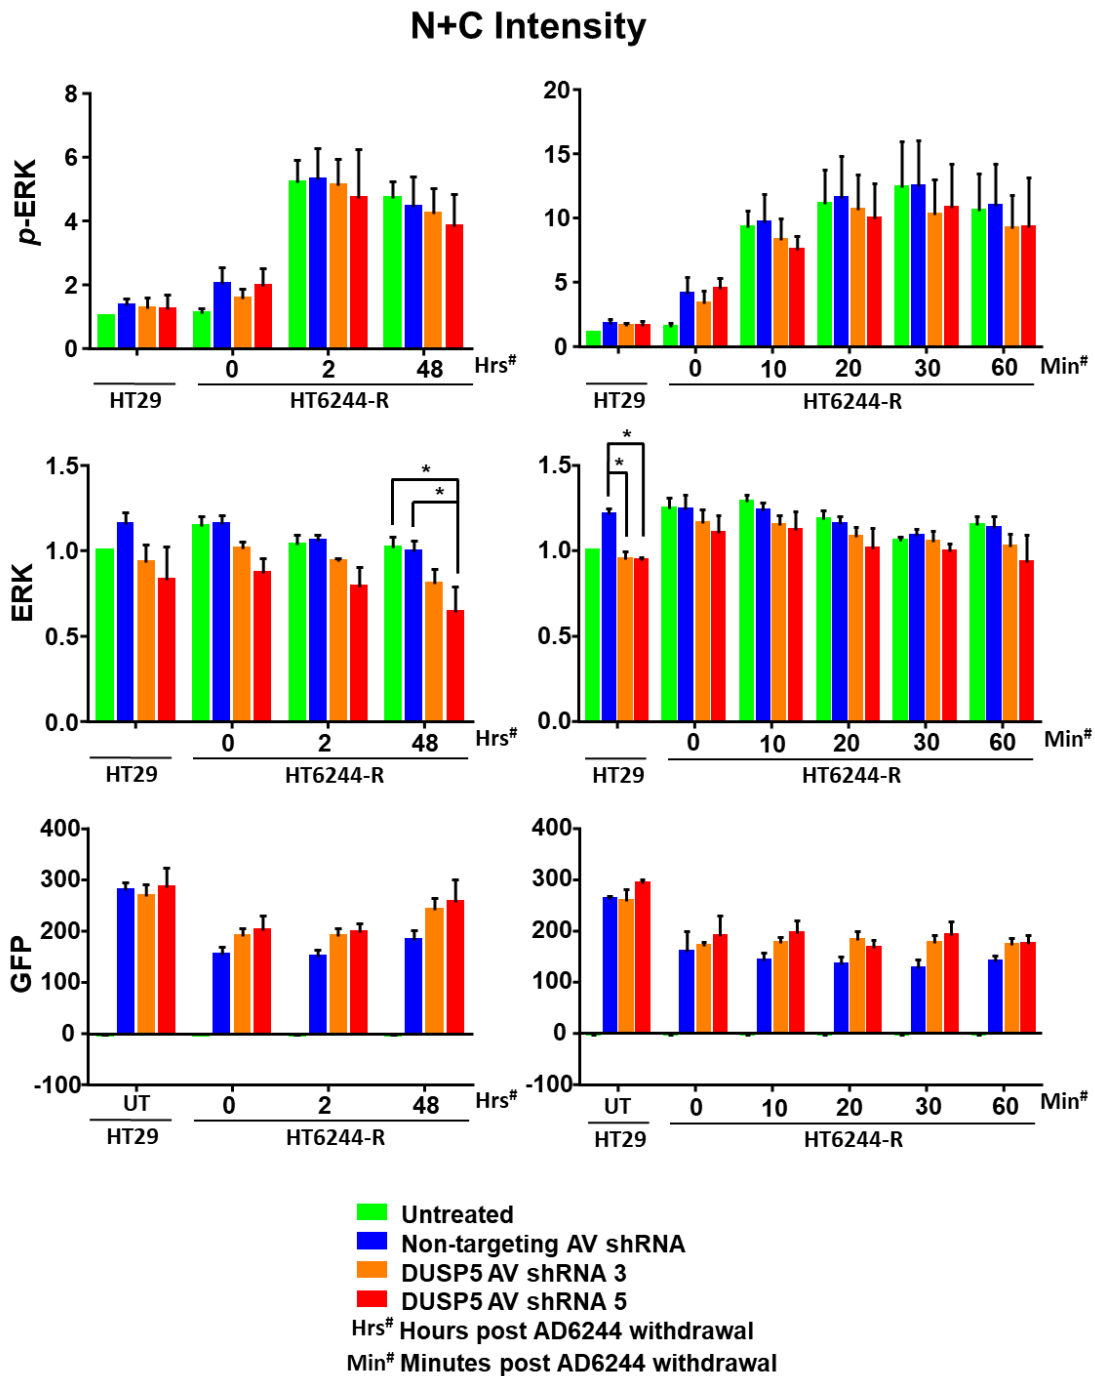 N+C Intensity
p-ERK
8
6
4
2
0
0 2 48 Hrs#
HT29 HT6244-R
20
15
10
5
0
0 10 20 30 60 Min#
HT29 HT6244-R
ERK
1.5
1.0
0.5
0.0
* 
*
0 2 48 Hrs#
HT29 HT6244-R
1.5
1.0
0.5
0.0
*
*
0 10 20 30 60 Min#
HT29 HT6244-R
GFP
400
300
200
100
0
-100
UT 0 2 48 Hrs#
HT29 HT6244-R
400
300
200
100
0
-100
UT 0 10 20 30 60 Min#
HT29 HT6244-R
Untreated
Non-targeting AV shRNA
DUSP5 AV shRNA 3
DUSP5 AV shRNA 5
Hrs# Hours post AD6244 withdrawal
Min# Minutes post AD6244 withdrawal